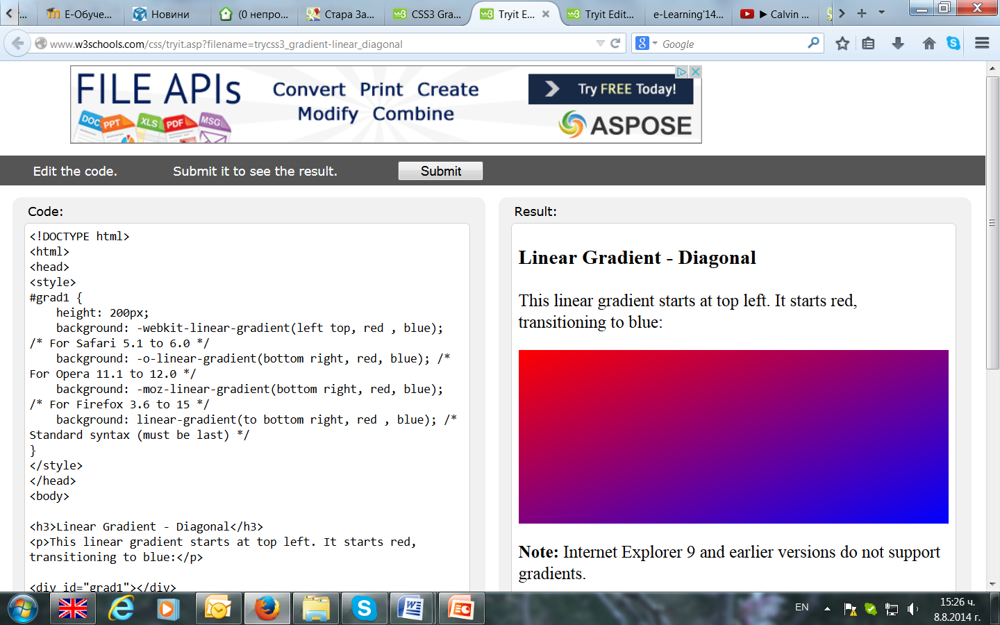 ...
Е-Обуче...
Новини
(0 непро...
Стара За...
CSS3 Gra...
Tryit E...
Tryit Edit...
e-Learning'14...
Calvin ...
www.w3schools.com/css/tryit.asp?filename=trycss3_gradient-linear_diagonal
Google
FILE APIs
Convert Print Create
Modify Combine
Try FREE Today!
ASPOSE
DOC PPT XLS PDF MSG
Edit the code.
Submit it to see the result.
Submit
Code:
<!DOCTYPE html>
<html>
<head>
<style>
#grad1 {
    height: 200px;
    background: -webkit-linear-gradient(left top, red , blue);
/* For Safari 5.1 to 6.0 */
    background: -o-linear-gradient(bottom right, red, blue); /*
For Opera 11.1 to 12.0 */
    background: -moz-linear-gradient(bottom right, red, blue);
/* For Firefox 3.6 to 15 */
    background: linear-gradient(to bottom right, red , blue); /*
Standard syntax (must be last) */
}
</style>
</head>
<body>
<h3>Linear Gradient - Diagonal</h3>
<p>This linear gradient starts at top left. It starts red,
transitioning to blue:</p>
<div id="grad1"></div>
Result:
Linear Gradient - Diagonal
This linear gradient starts at top left. It starts red,
transitioning to blue:
Note: Internet Explorer 9 and earlier versions do not support
gradients.
EN
15:26 ч.
8.8.2014 г.